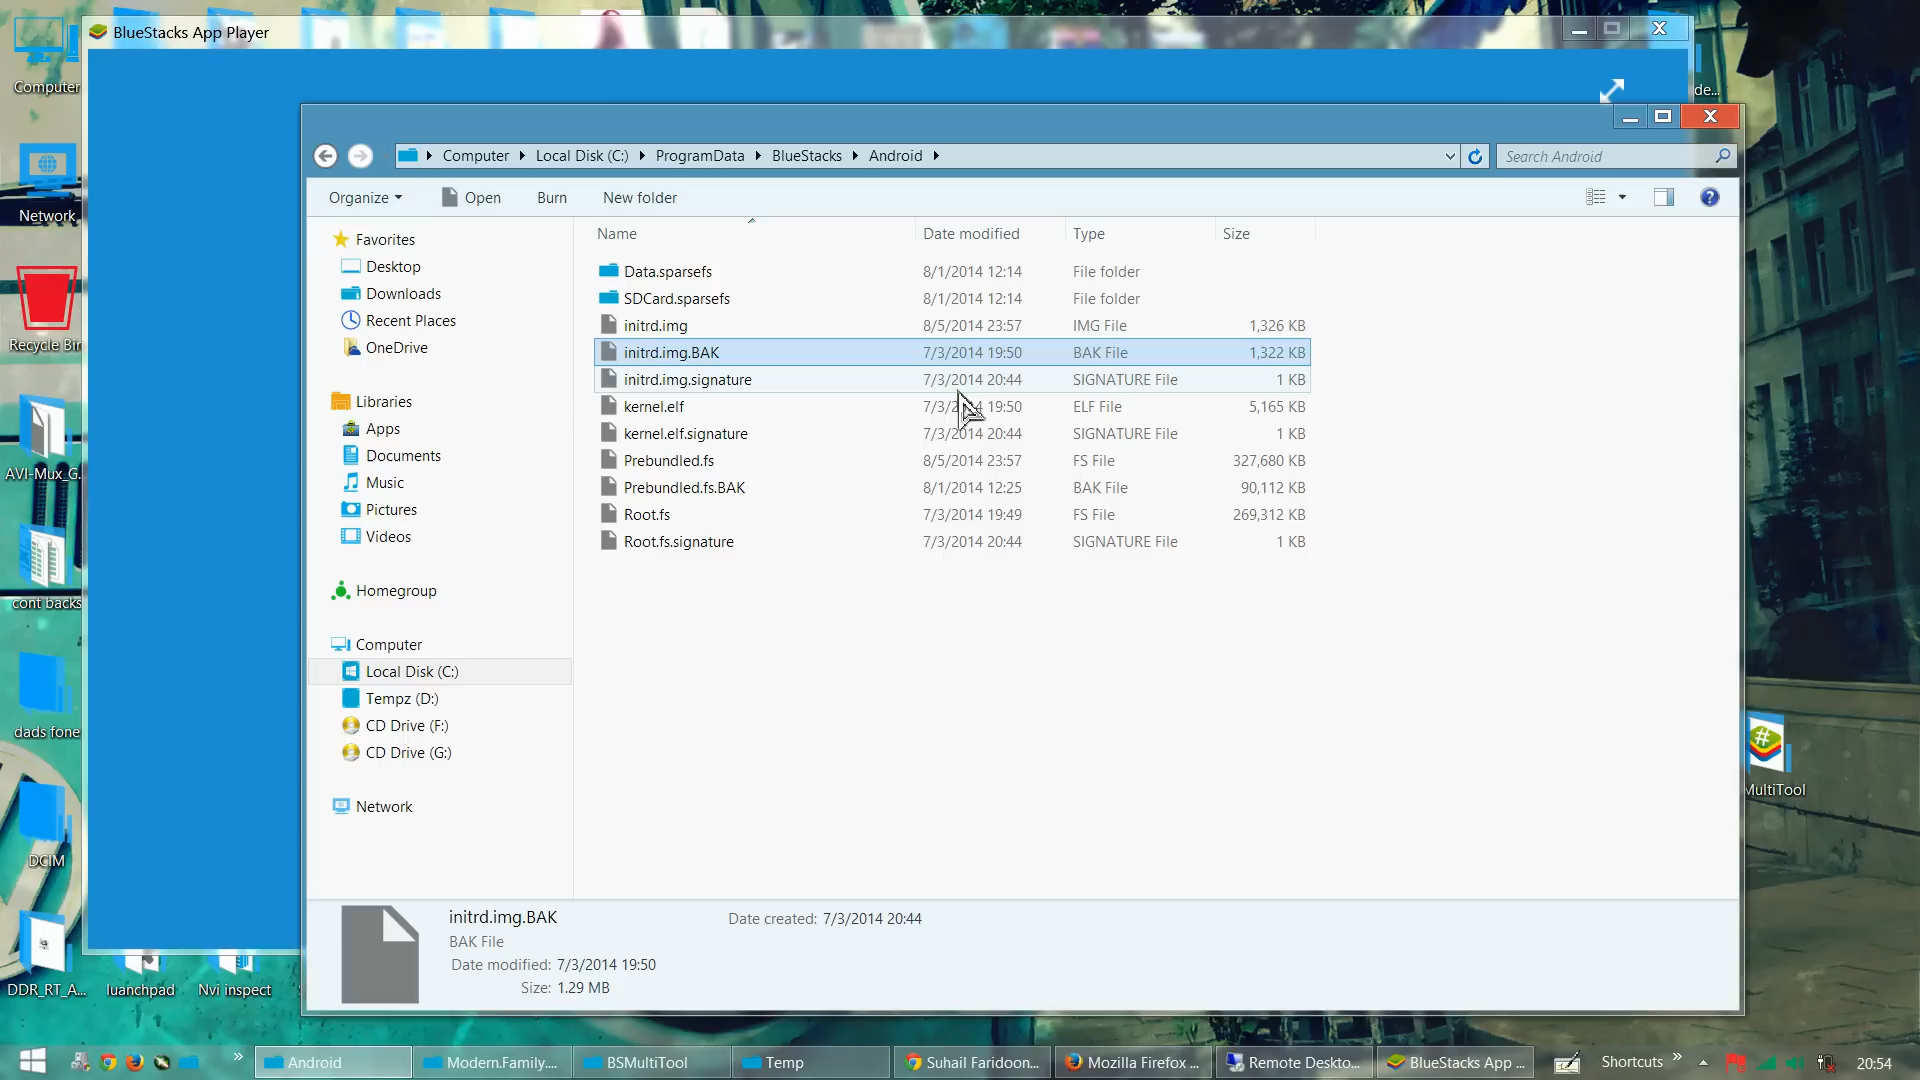 BlueStacks App Player
Computer
Network
Recycle Bin
AVI-Mux_G...
cont backs
dads fone
DCIM
DDR_RT_A...
luanchpad
Nvi inspect
de...
MultiTool
Computer
Local Disk (C:)
ProgramData
BlueStacks
Android
Search Android
Organize
Open
Burn
New folder
Favorites
Desktop
Downloads
Recent Places
OneDrive
Libraries
Apps
Documents
Music
Pictures
Videos
Homegroup
Computer
Local Disk (C:)
Tempz (D:)
CD Drive (F:)
CD Drive (G:)
Network
Name Date modified Type Size
Data.sparsefs 8/1/2014 12:14 File folder
SDCard.sparsefs 8/1/2014 12:14 File folder
initrd.img 8/5/2014 23:57 IMG File 1,326 KB
initrd.img.BAK 7/3/2014 19:50 BAK File 1,322 KB
initrd.img.signature 7/3/2014 20:44 SIGNATURE File 1 KB
kernel.elf 7/3/2014 19:50 ELF File 5,165 KB
kernel.elf.signature 7/3/2014 20:44 SIGNATURE File 1 KB
Prebundled.fs 8/5/2014 23:57 FS File 327,680 KB
Prebundled.fs.BAK 8/1/2014 12:25 BAK File 90,112 KB
Root.fs 7/3/2014 19:49 FS File 269,312 KB
Root.fs.signature 7/3/2014 20:44 SIGNATURE File 1 KB
initrd.img.BAK Date created: 7/3/2014 20:44
BAK File
Date modified: 7/3/2014 19:50
Size: 1.29 MB
Android
Modern.Family....
BSMultiTool
Temp
Suhail Faridoon...
Mozilla Firefox ...
Remote Deskto...
BlueStacks App ...
Shortcuts
20:54